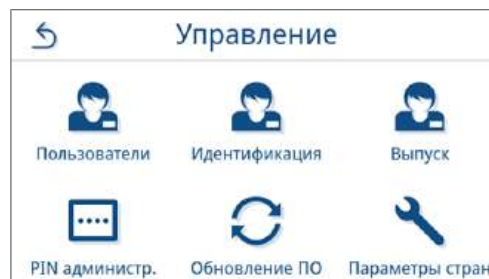 Управление
Пользователи Идентификация Выпуск
PIN администр. Обновление ПО Параметры стран